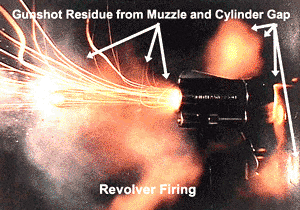 Gunshot Residue from Muzzle and Cylinder Gap
Revolver Firing